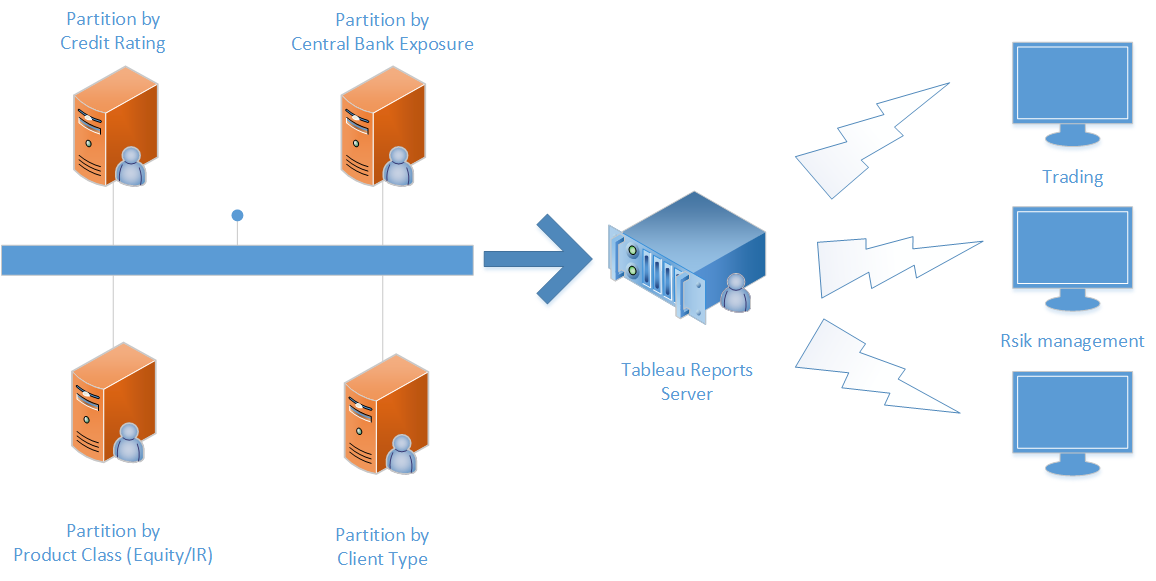 Partition by
Credit Rating
Partition by
Central Bank Exposure
Trading
Rsik management
Tableau Reports
Server
Partition by
Product Class (Equity/IR)
Partition by
Client Type